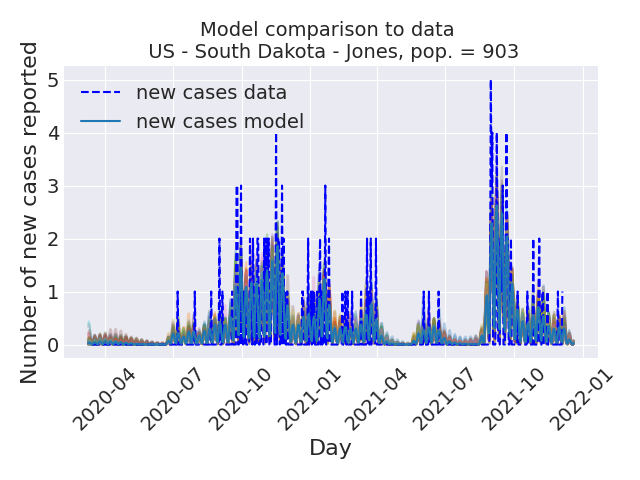 Model comparison to data
US - South Dakota - Jones, pop. = 903
Number of new cases reported
5
4
3
2
1
0
new cases data
new cases model
2020-04
2020-07
2020-10
2021-01
2021-04
2021-07
2021-10
2022-01
Day